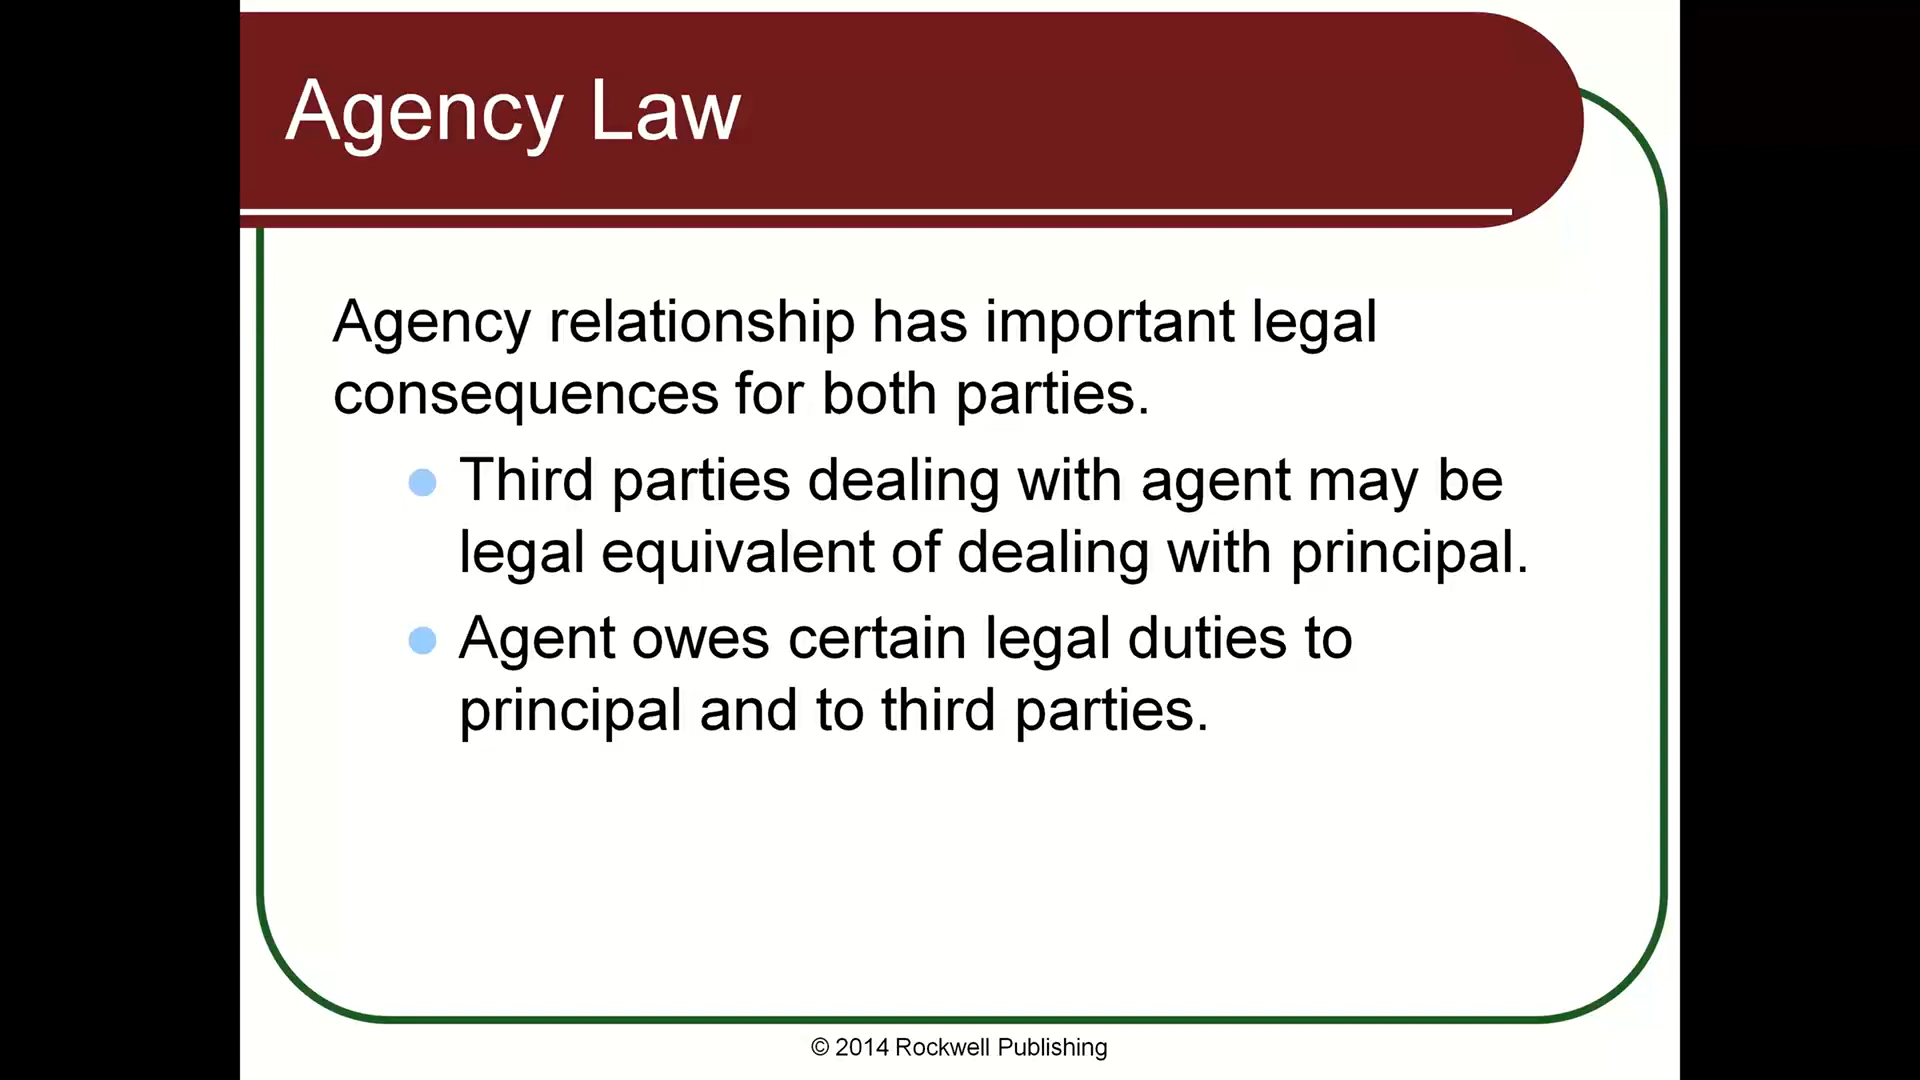 Agency Law
Agency relationship has important legal
consequences for both parties.
Third parties dealing with agent may be
legal equivalent of dealing with principal.
Agent owes certain legal duties to
principal and to third parties.
© 2014 Rockwell Publishing